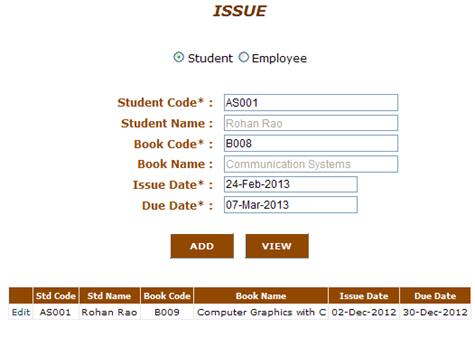 ISSUE
Student Employee
Student Code* : AS001
Student Name : Rohan Rao
Book Code* : B008
Book Name : Communication Systems
Issue Date* : 24-Feb-2013
Due Date* : 07-Mar-2013
ADD VIEW
Std Code Std Name Book Code Book Name Issue Date Due Date
Edit AS001 Rohan Rao B009 Computer Graphics with C 02-Dec-2012 30-Dec-2012